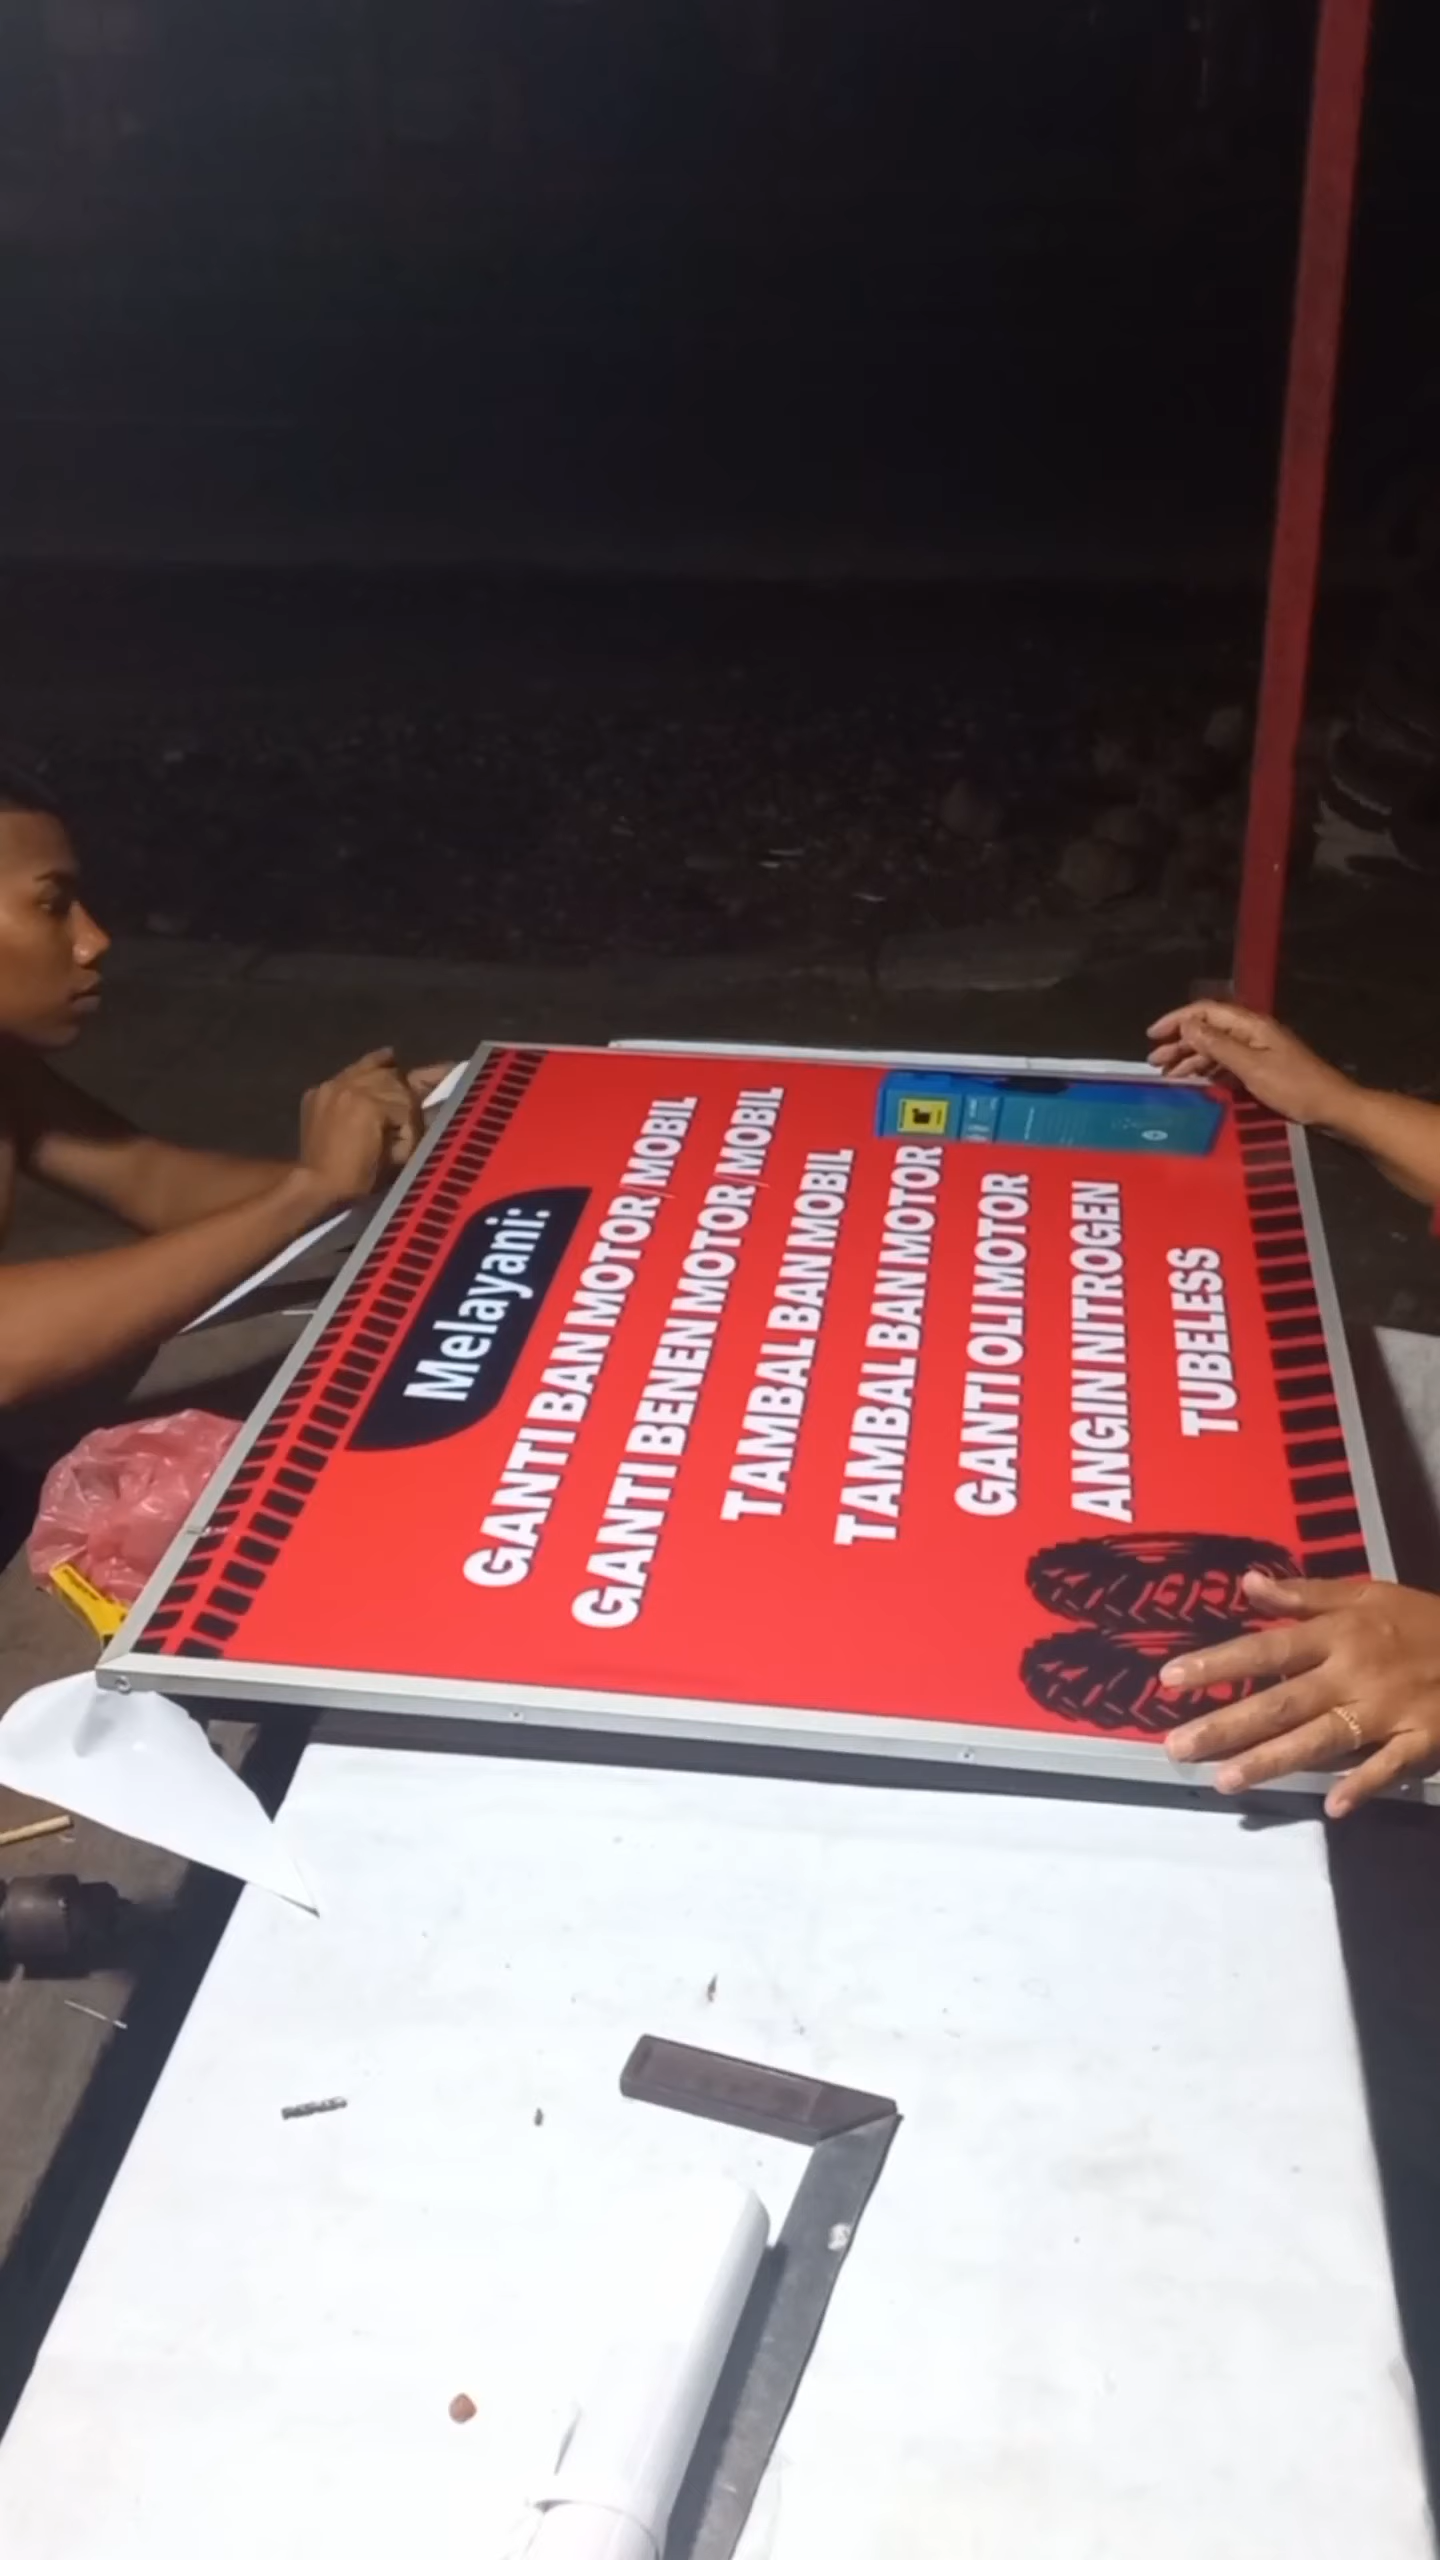 Melayani:
GANTI BAN MOTOR/MOBIL
GANTI BENEN MOTOR/MOBIL
TAMBAL BAN MOBIL
TAMBAL BAN MOTOR
GANTI OLI MOTOR
ANGIN NITROGEN
TUBELESS